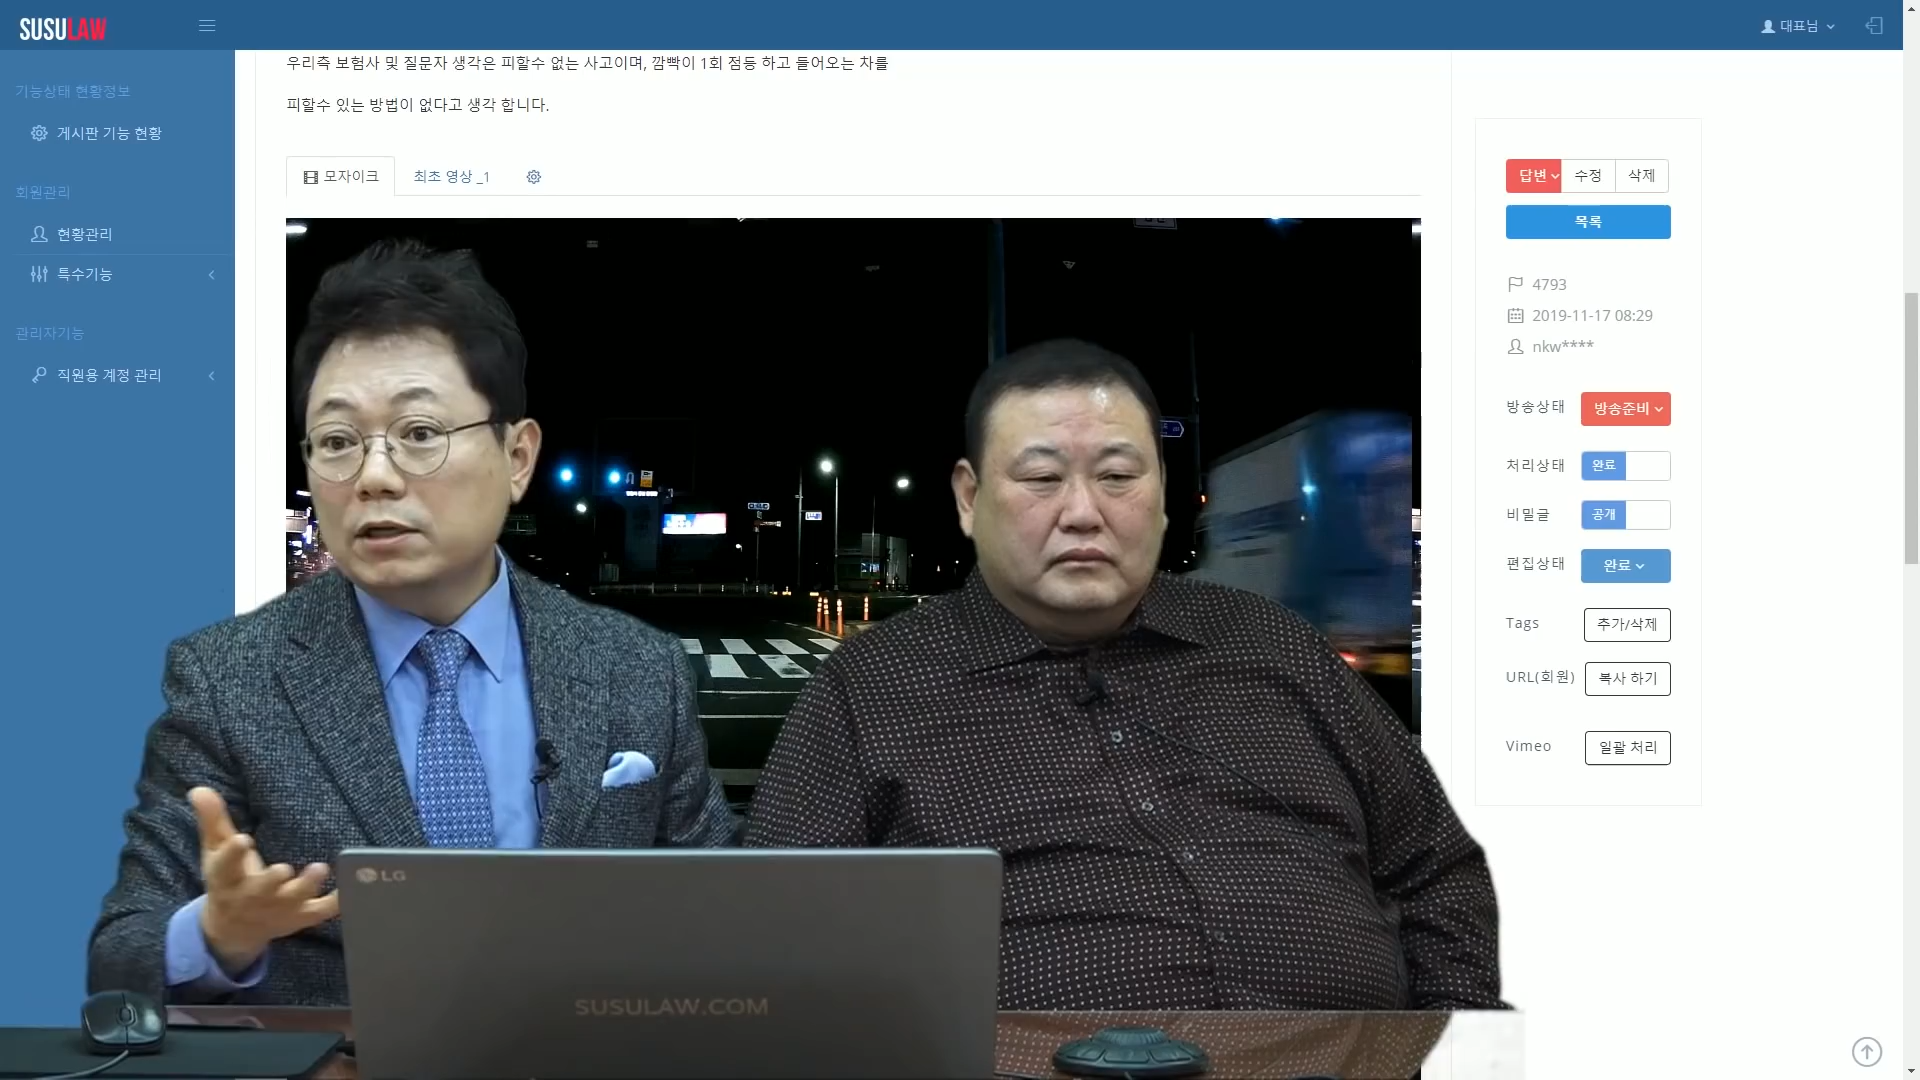 SUSULAW
대표님
기능상태 현황정보
게시판 기능 현황
회원관리
현황관리
특수기능
관리자기능
직원용 계정 관리
우리측 보험사 및 질문자 생각은 피할수 없는 사고이며, 깜빡이 1회 점등 하고 들어오는 차를
피할수 있는 방법이 없다고 생각 합니다.
모자이크
최초 영상 _1
답변
수정
삭제
목록
4793
2019-11-17 08:29
nkw****
방송상태
방송준비
처리상태
완료
비밀글
공개
편집상태
완료
Tags
추가/삭제
URL(회원)
복사 하기
Vimeo
일괄 처리
LG
SUSULAW.COM